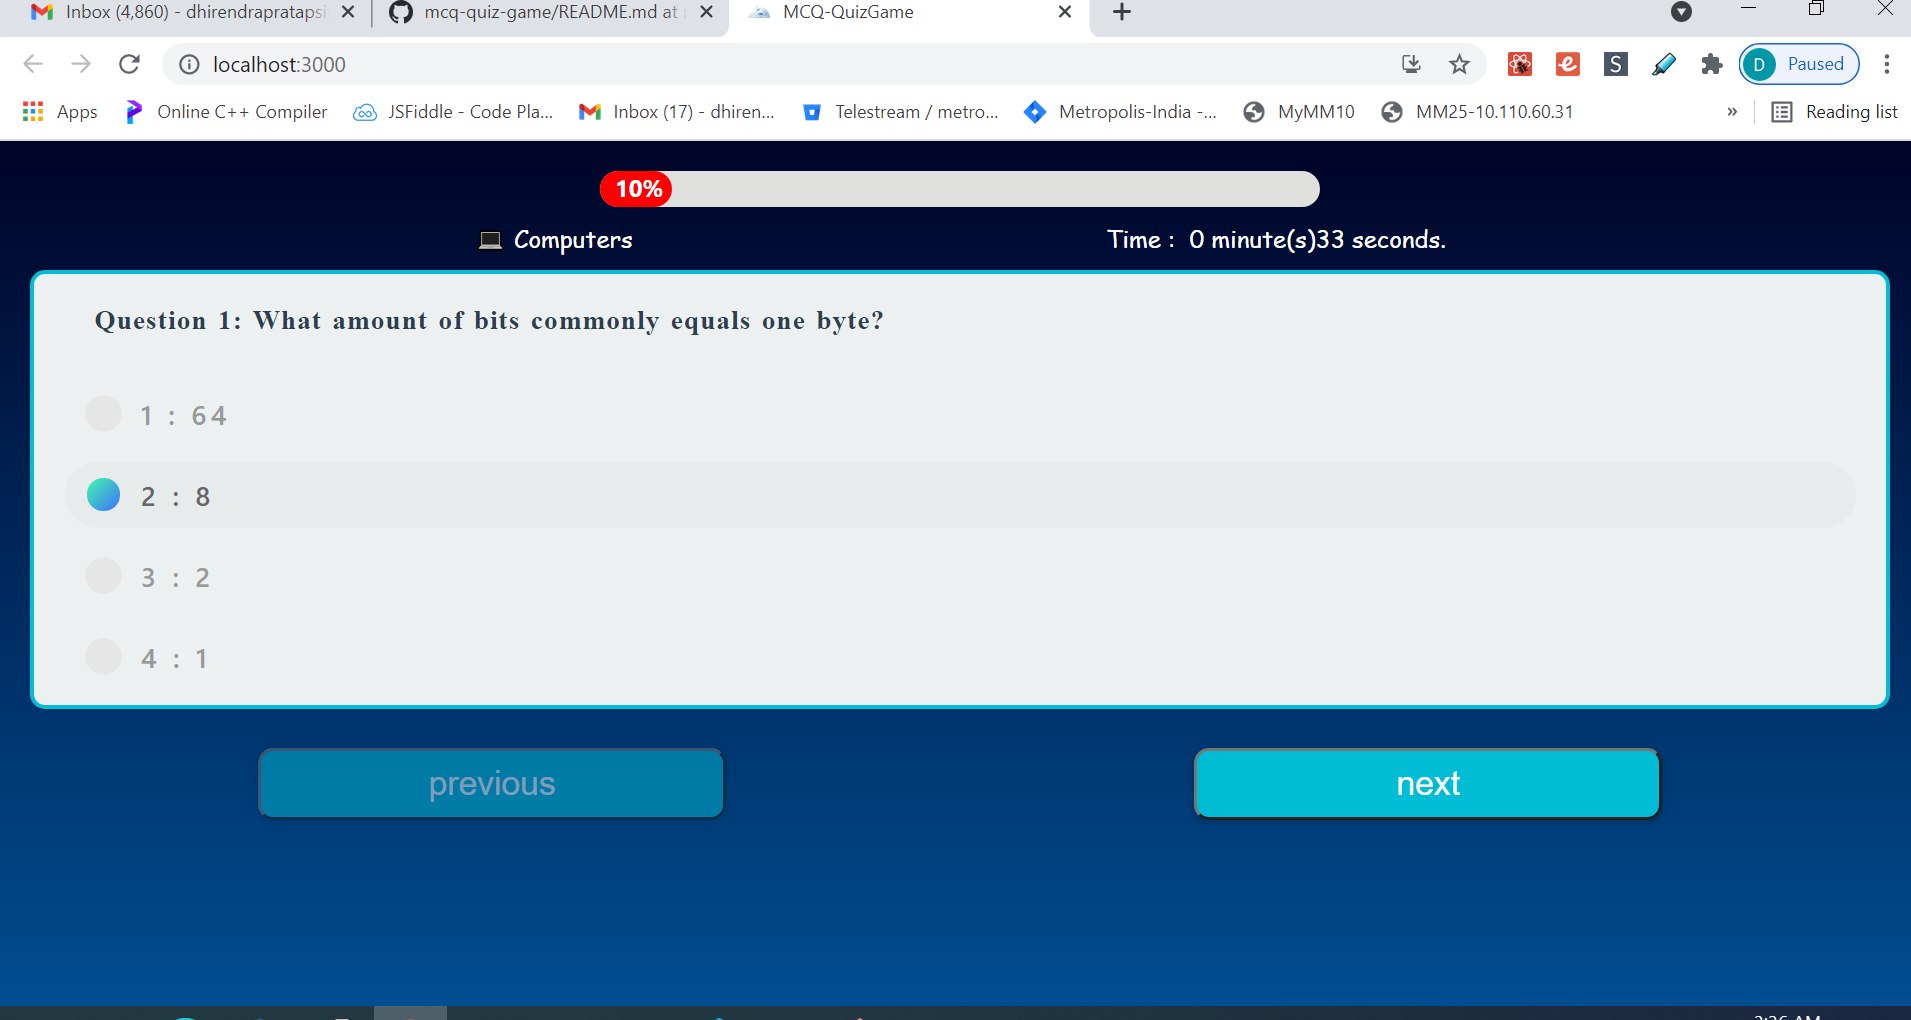 Inbox (4,860) - dhirendrapratapsi
mcq-quiz-game/README.md at
MCQ-QuizGame
localhost:3000
D Paused
Apps
Online C++ Compiler
JSFiddle - Code Pla...
Inbox (17) - dhiren...
Telestream / metro...
Metropolis-India -...
MyMM10
MM25-10.110.60.31
»
Reading list
10%
Computers
Time : 0 minute(s)33 seconds.
Question 1: What amount of bits commonly equals one byte?
1 : 64
2 : 8
3 : 2
4 : 1
previous
next